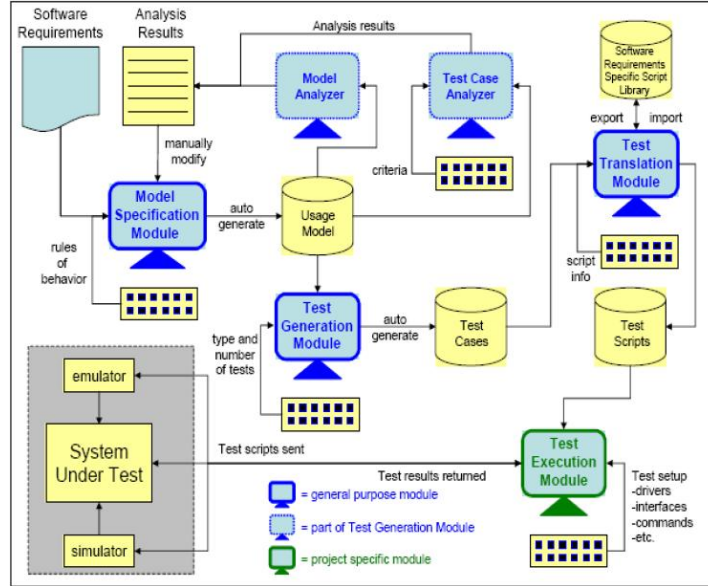 Software
Requirements
Analysis
Results
Analysis results
Model
Analyzer
Test Case
Analyzer
Software
Requirements
Specific Script
Library
export
import
manually
modify
criteria
Test
Translation
Module
Model
Specification
Module
auto
generate
Usage
Model
rules
of
behavior
script
info
Test
Generation
Module
auto
generate
Test
Cases
Test
Scripts
type and
number
of tests
emulator
System
Under Test
simulator
Test scripts sent
Test results returned
Test
Execution
Module
Test setup
-drivers
-interfaces
-commands
-etc.
= general purpose module
= part of Test Generation Module
= project specific module